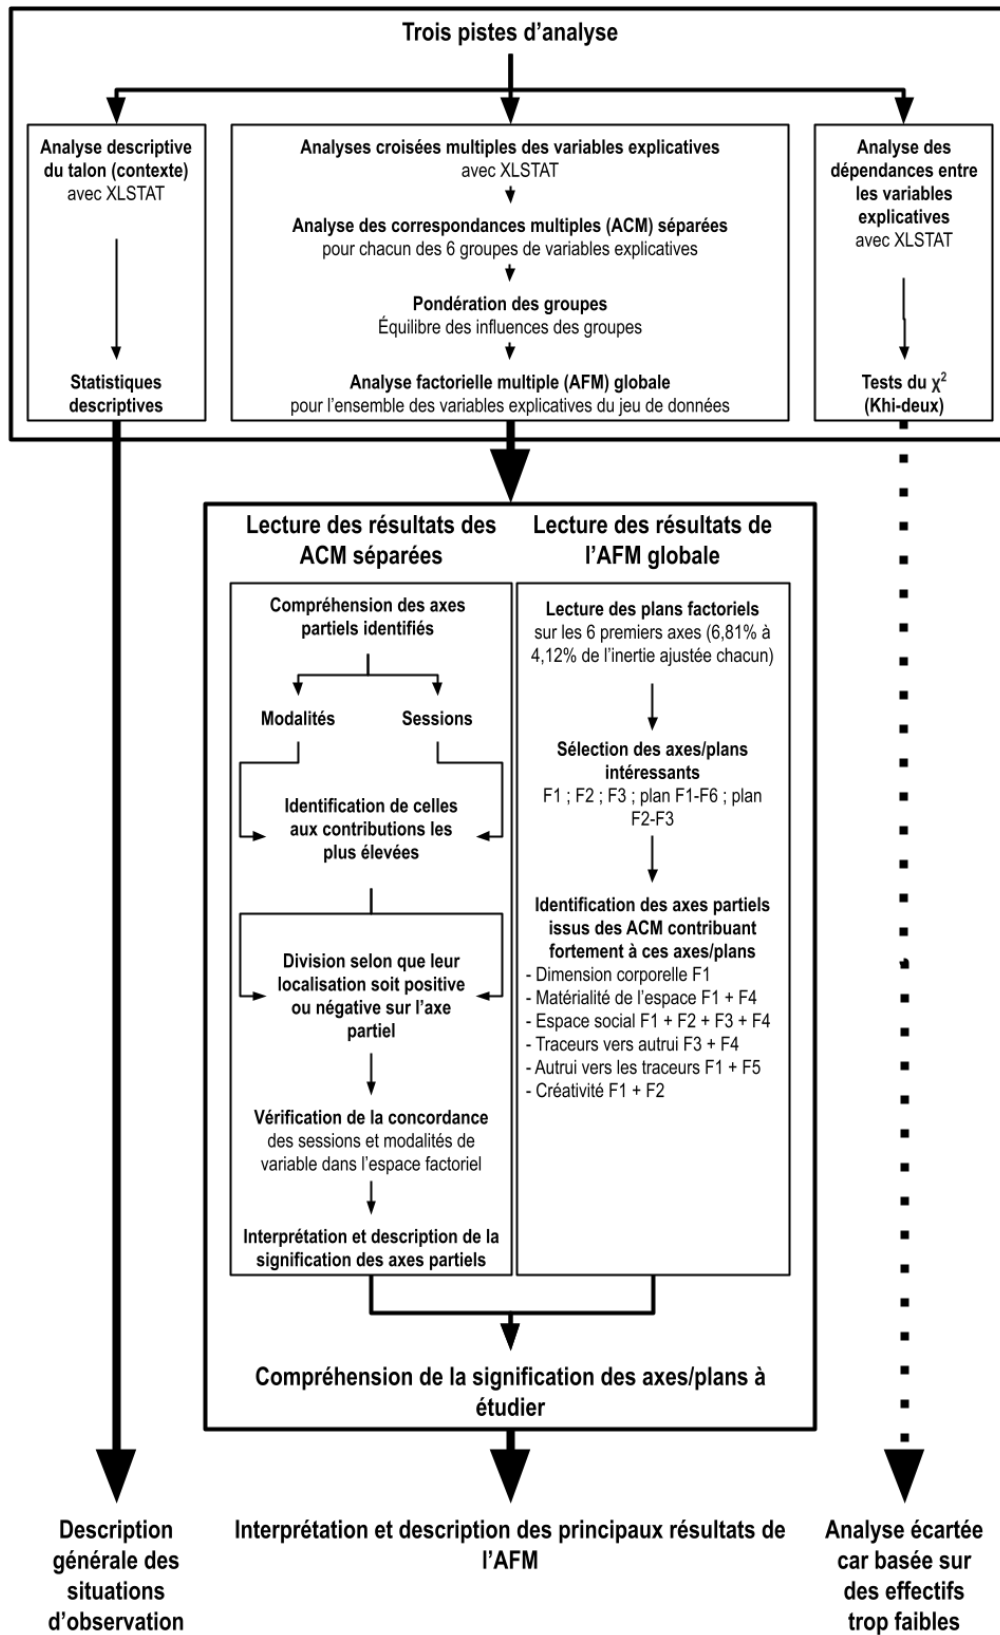 Trois pistes d'analyse
Analyse descriptive
du talon (contexte)
avec XLSTAT
Statistiques
descriptives
Analyses croisées multiples des variables explicatives
avec XLSTAT
Analyse des correspondances multiples (ACM) séparées
pour chacun des 6 groupes de variables explicatives
Pondération des groupes
Équilibre des influences des groupes
Analyse factorielle multiple (AFM) globale
pour l'ensemble des variables explicatives du jeu de données
Analyse des
dépendances entre
les variables
explicatives
avec XLSTAT
Tests du χ²
(Khi-deux)
Lecture des résultats des
ACM séparées
Compréhension des axes
partiels identifiés
Modalités
Sessions
Identification de celles
aux contributions les
plus élevées
Division selon que leur
localisation soit positive
ou négative sur l'axe
partiel
Vérification de la concordance
des sessions et modalités de
variable dans l'espace factoriel
Interprétation et description de la
signification des axes partiels
Lecture des résultats de
l'AFM globale
Lecture des plans factoriels
sur les 6 premiers axes (6,81% à
4,12% de l'inertie ajustée chacun)
Sélection des axes/plans
intéressants
F1 ; F2 ; F3 ; plan F1-F6 ; plan
F2-F3
Identification des axes partiels
issus des ACM contribuant
fortement à ces axes/plans
- Dimension corporelle F1
- Matérialité de l'espace F1 + F4
- Espace social F1 + F2 + F3 + F4
- Traceurs vers autrui F3 + F4
- Autrui vers les traceurs F1 + F5
- Créativité F1 + F2
Compréhension de la signification des axes/plans à
étudier
Description
générale des
situations
d'observation
Interprétation et description des principaux résultats de
l'AFM
Analyse écartée
car basée sur
des effectifs
trop faibles